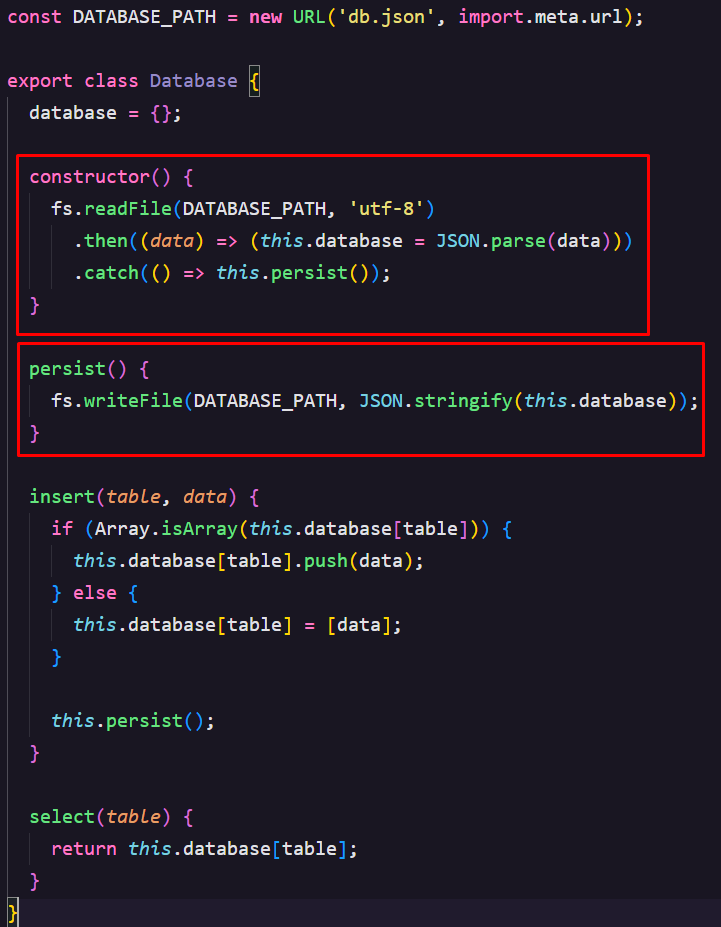 const DATABASE_PATH = new URL('db.json', import.meta.url);
export class Database {
database = {};
constructor() {
fs.readFile(DATABASE_PATH, 'utf-8')
.then((data) => (this.database = JSON.parse(data)))
.catch(() => this.persist());
}
persist() {
fs.writeFile(DATABASE_PATH, JSON.stringify(this.database));
}
insert(table, data) {
if (Array.isArray(this.database[table])) {
this.database[table].push(data);
} else {
this.database[table] = [data];
}
this.persist();
}
select(table) {
return this.database[table];
}
}